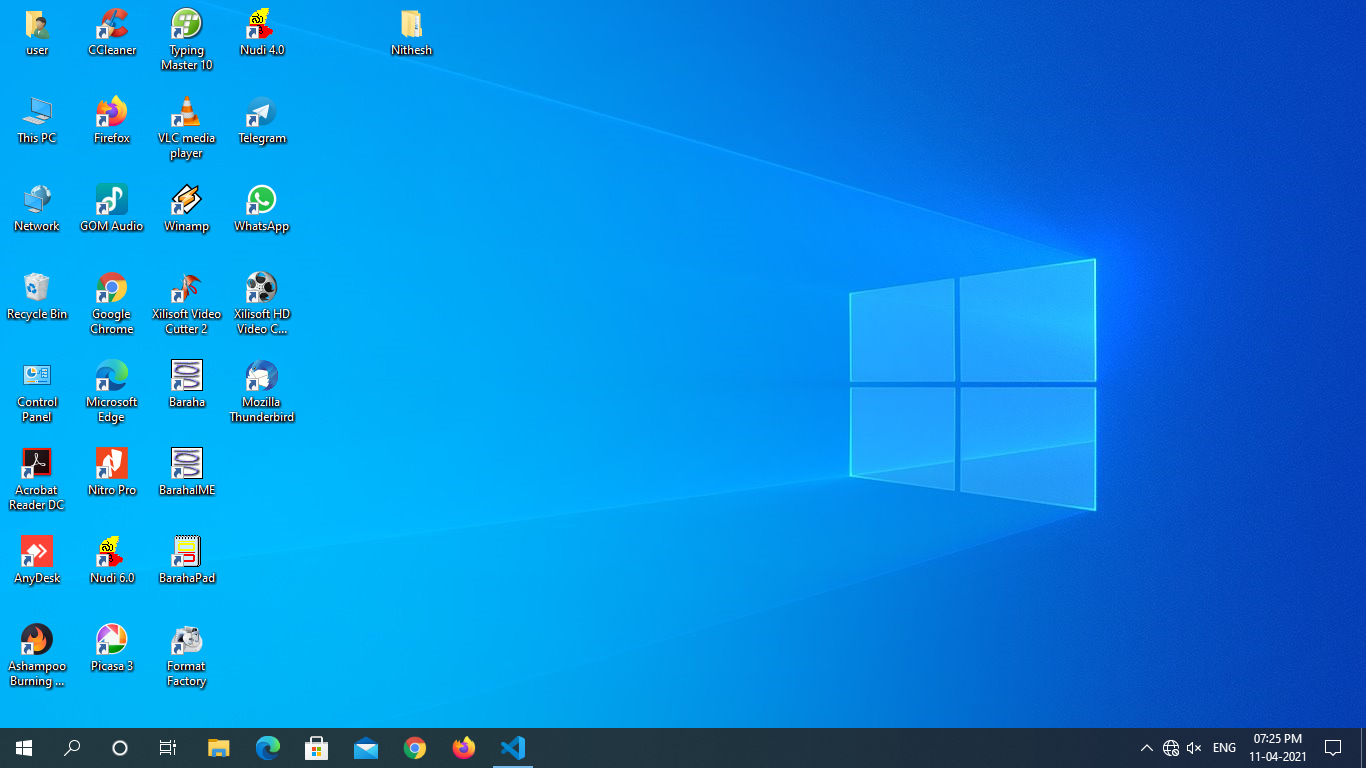 user
CCleaner
Typing
Master 10
Nudi 4.0
Nithesh
This PC
Firefox
VLC media
player
Telegram
Network
GOM Audio
Winamp
WhatsApp
Recycle Bin
Google
Chrome
Xilisoft Video
Cutter 2
Xilisoft HD
Video C...
Control
Panel
Microsoft
Edge
Baraha
Mozilla
Thunderbird
Acrobat
Reader DC
Nitro Pro
BarahaIME
AnyDesk
Nudi 6.0
BarahaPad
Ashampoo
Burning ...
Picasa 3
Format
Factory
ENG
07:25 PM
11-04-2021